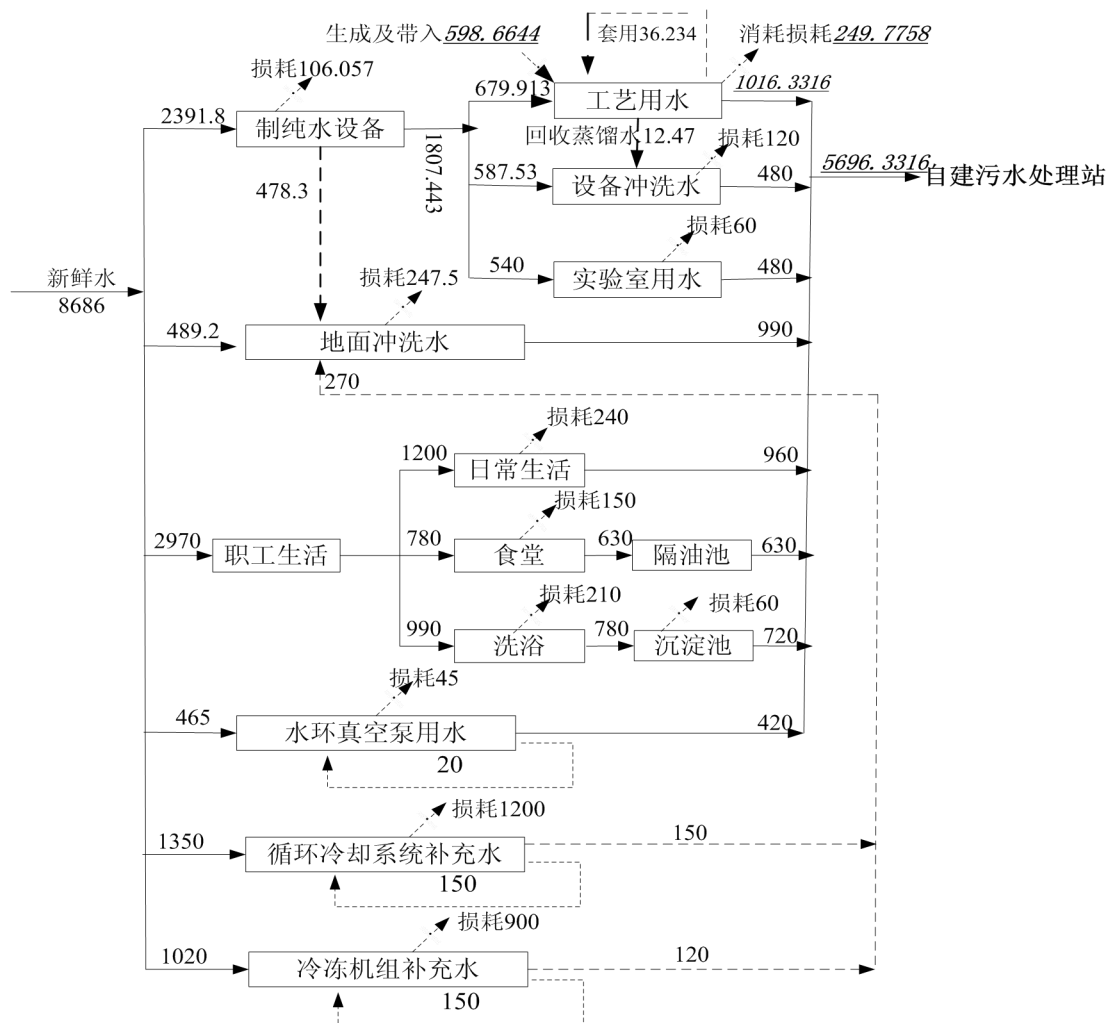 生成及带入598.6644
套用36.234
消耗损耗249.7758
损耗106.057
679.913
工艺用水
1016.3316
2391.8
制纯水设备
1807.443
回收蒸馏水12.47
损耗120
478.3
587.53
设备冲洗水
480
5696.3316
自建污水处理站
损耗60
540
实验室用水
480
新鲜水
8686
损耗247.5
489.2
地面冲洗水
990
270
损耗240
1200
日常生活
960
损耗150
2970
职工生活
780
食堂
630
隔油池
630
损耗210
损耗60
990
洗浴
780
沉淀池
720
损耗45
465
水环真空泵用水
420
20
损耗1200
1350
循环冷却系统补充水
150
150
损耗900
1020
冷冻机组补充水
120
150